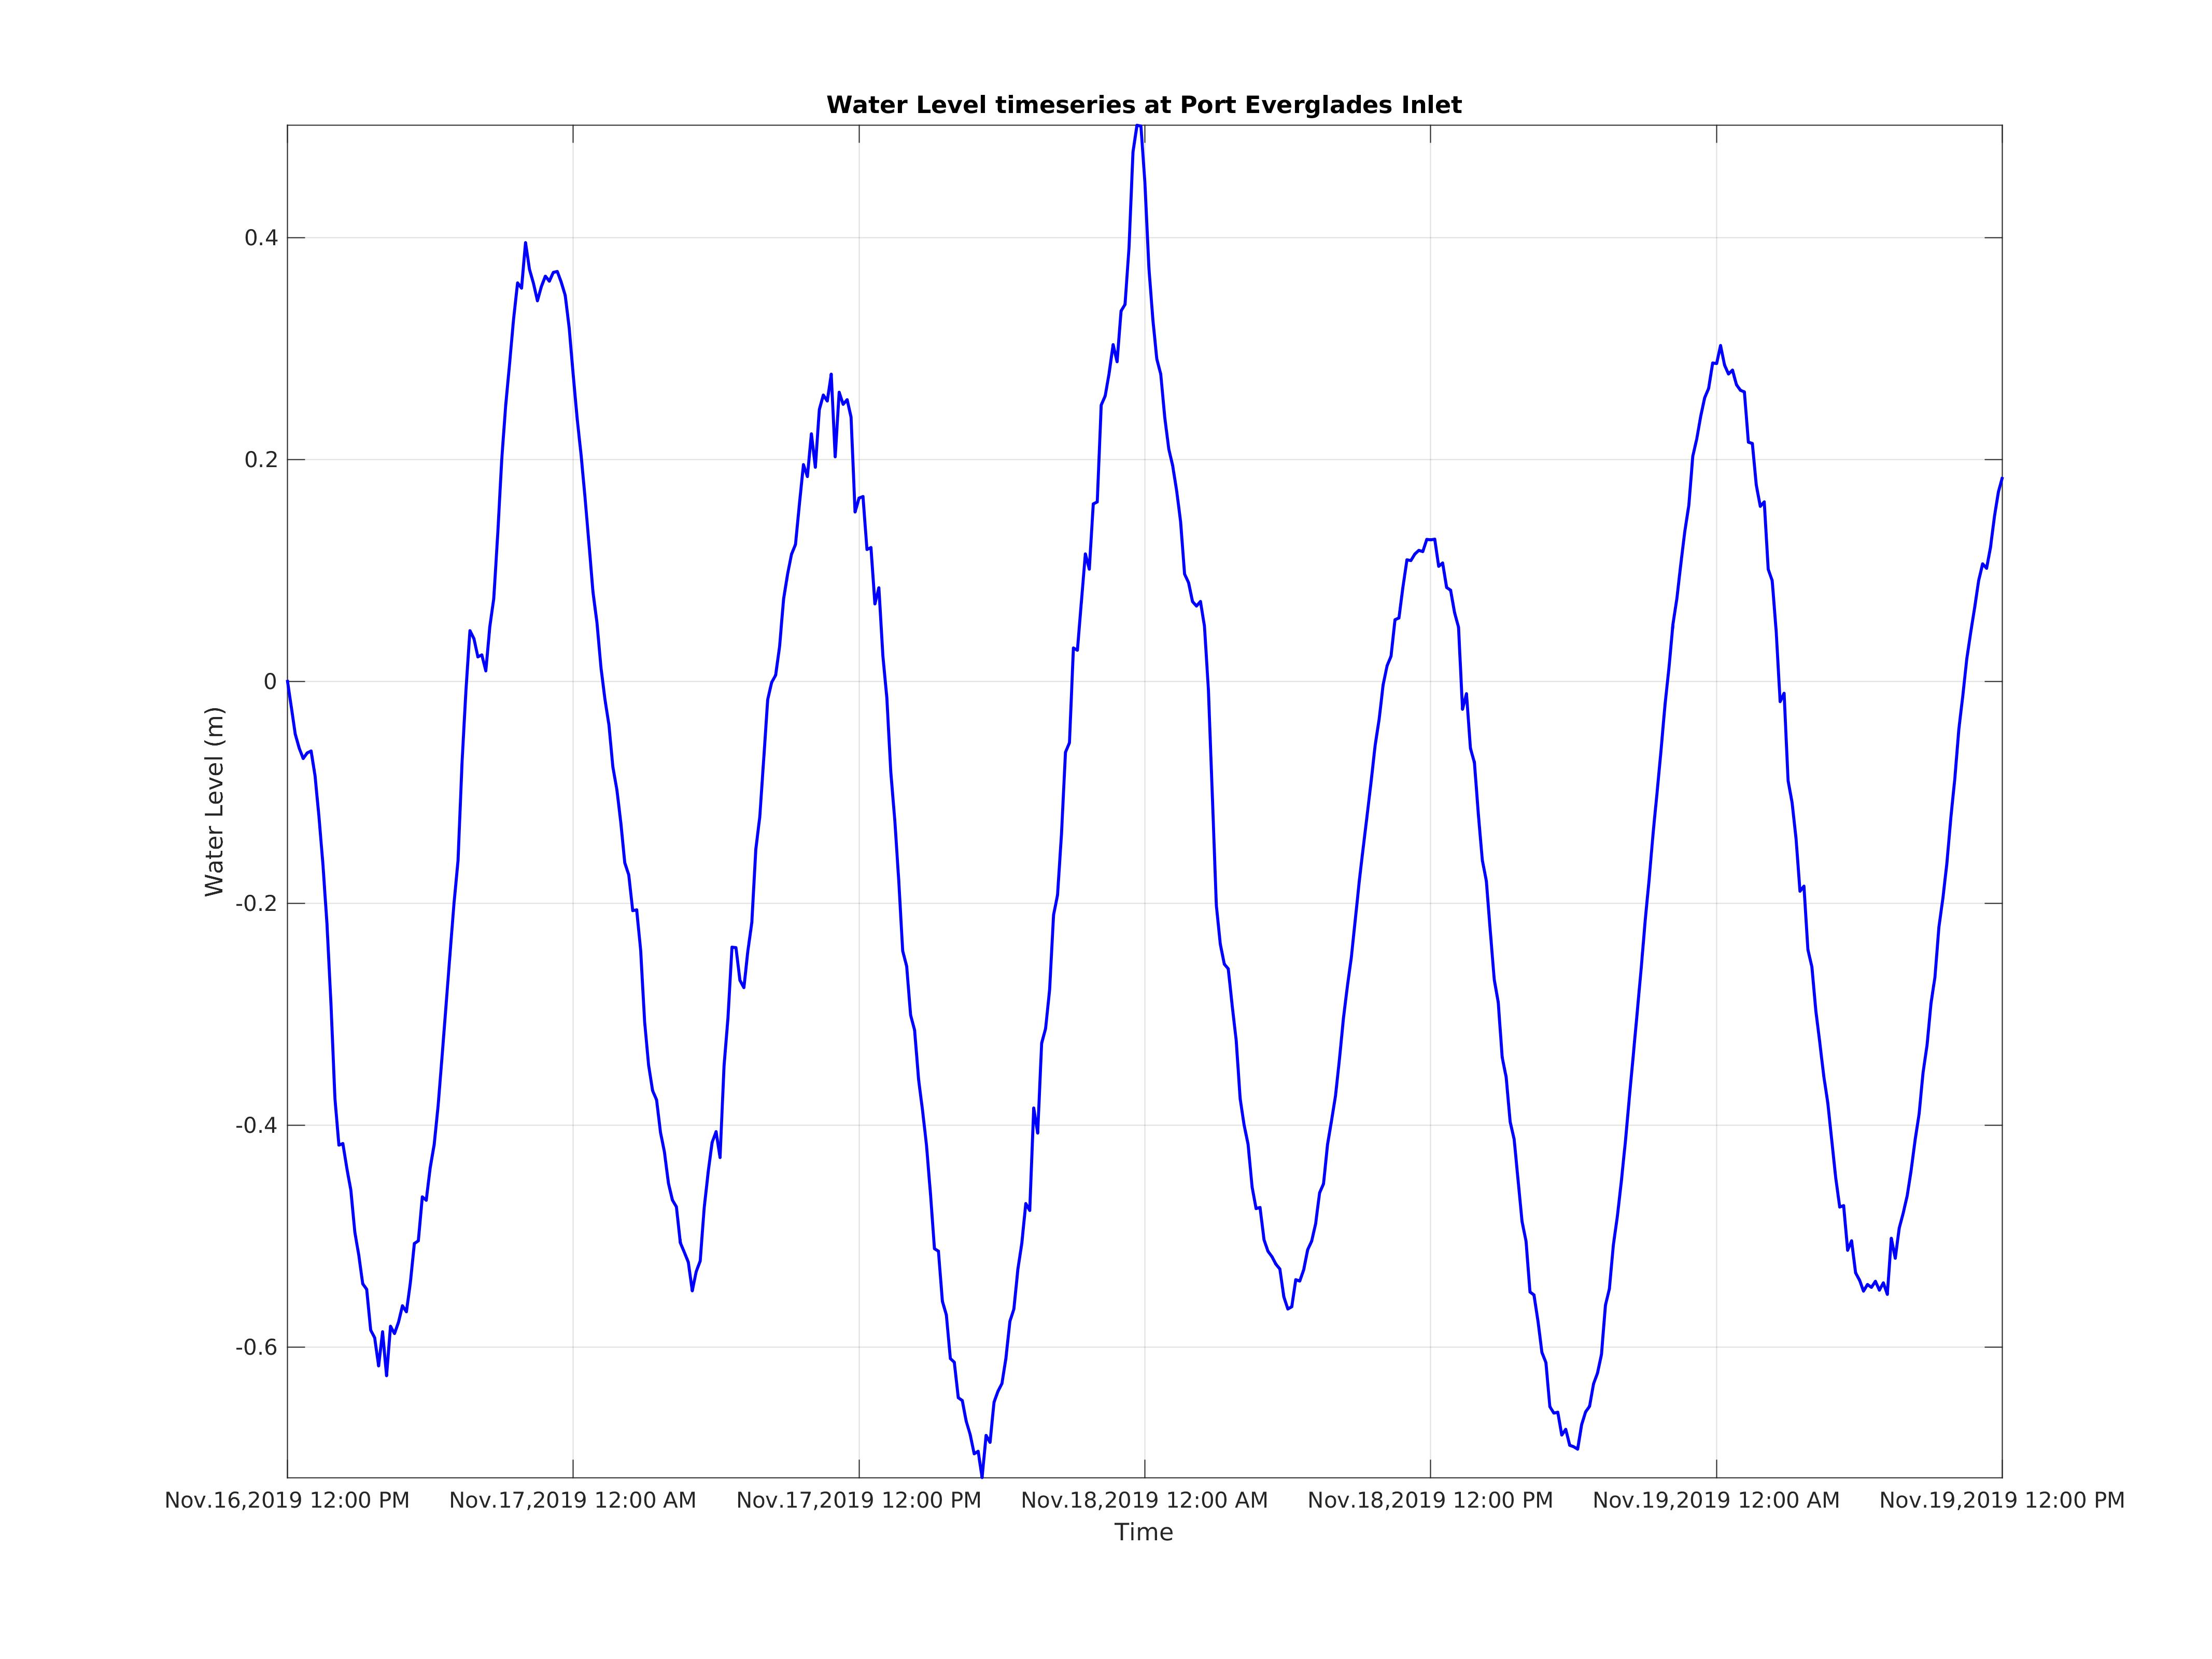 Water Level timeseries at Port Everglades Inlet
0.4
0.2
0
-0.2
-0.4
-0.6
Water Level (m)
Nov.16,2019 12:00 PM Nov.17,2019 12:00 AM Nov.17,2019 12:00 PM Nov.18,2019 12:00 AM Nov.18,2019 12:00 PM Nov.19,2019 12:00 AM Nov.19,2019 12:00 PM
Time